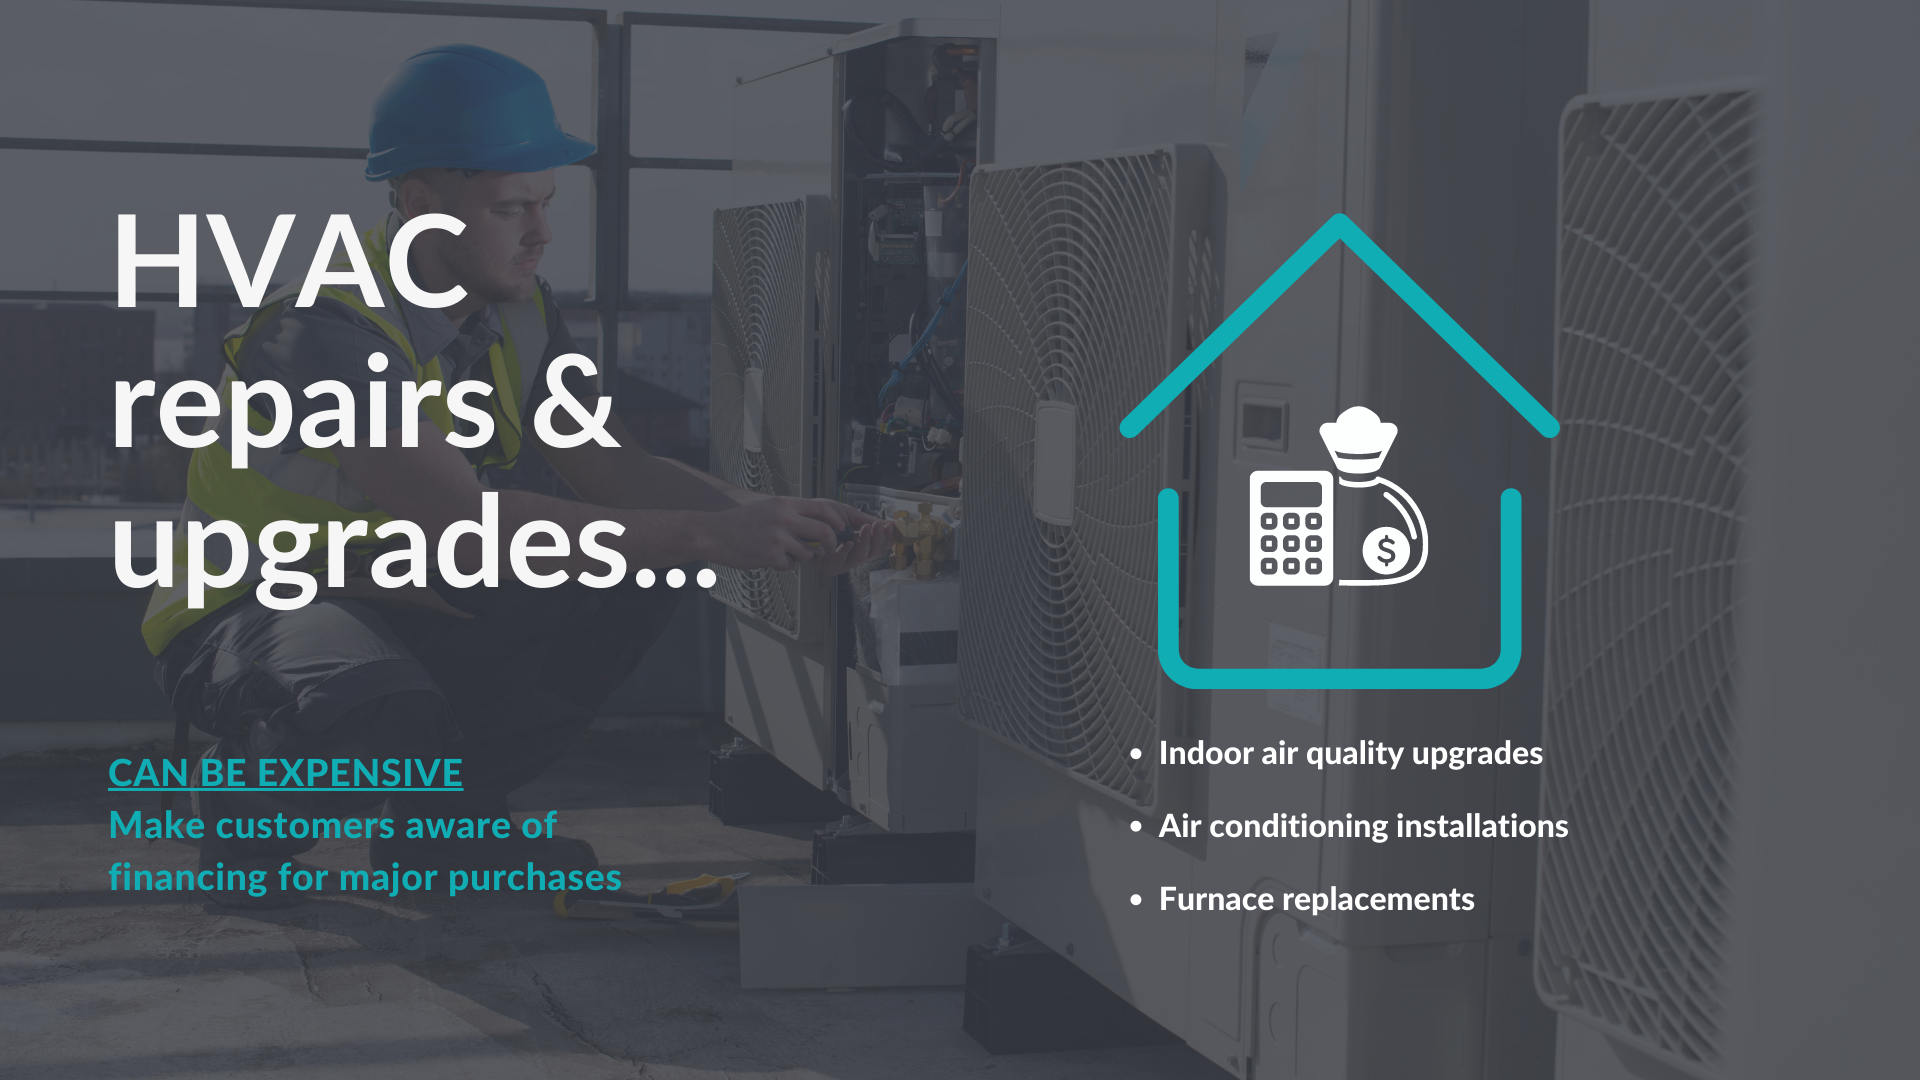 HVAC
repairs &
upgrades...
CAN BE EXPENSIVE
Make customers aware of
financing for major purchases
$
• Indoor air quality upgrades
• Air conditioning installations
• Furnace replacements